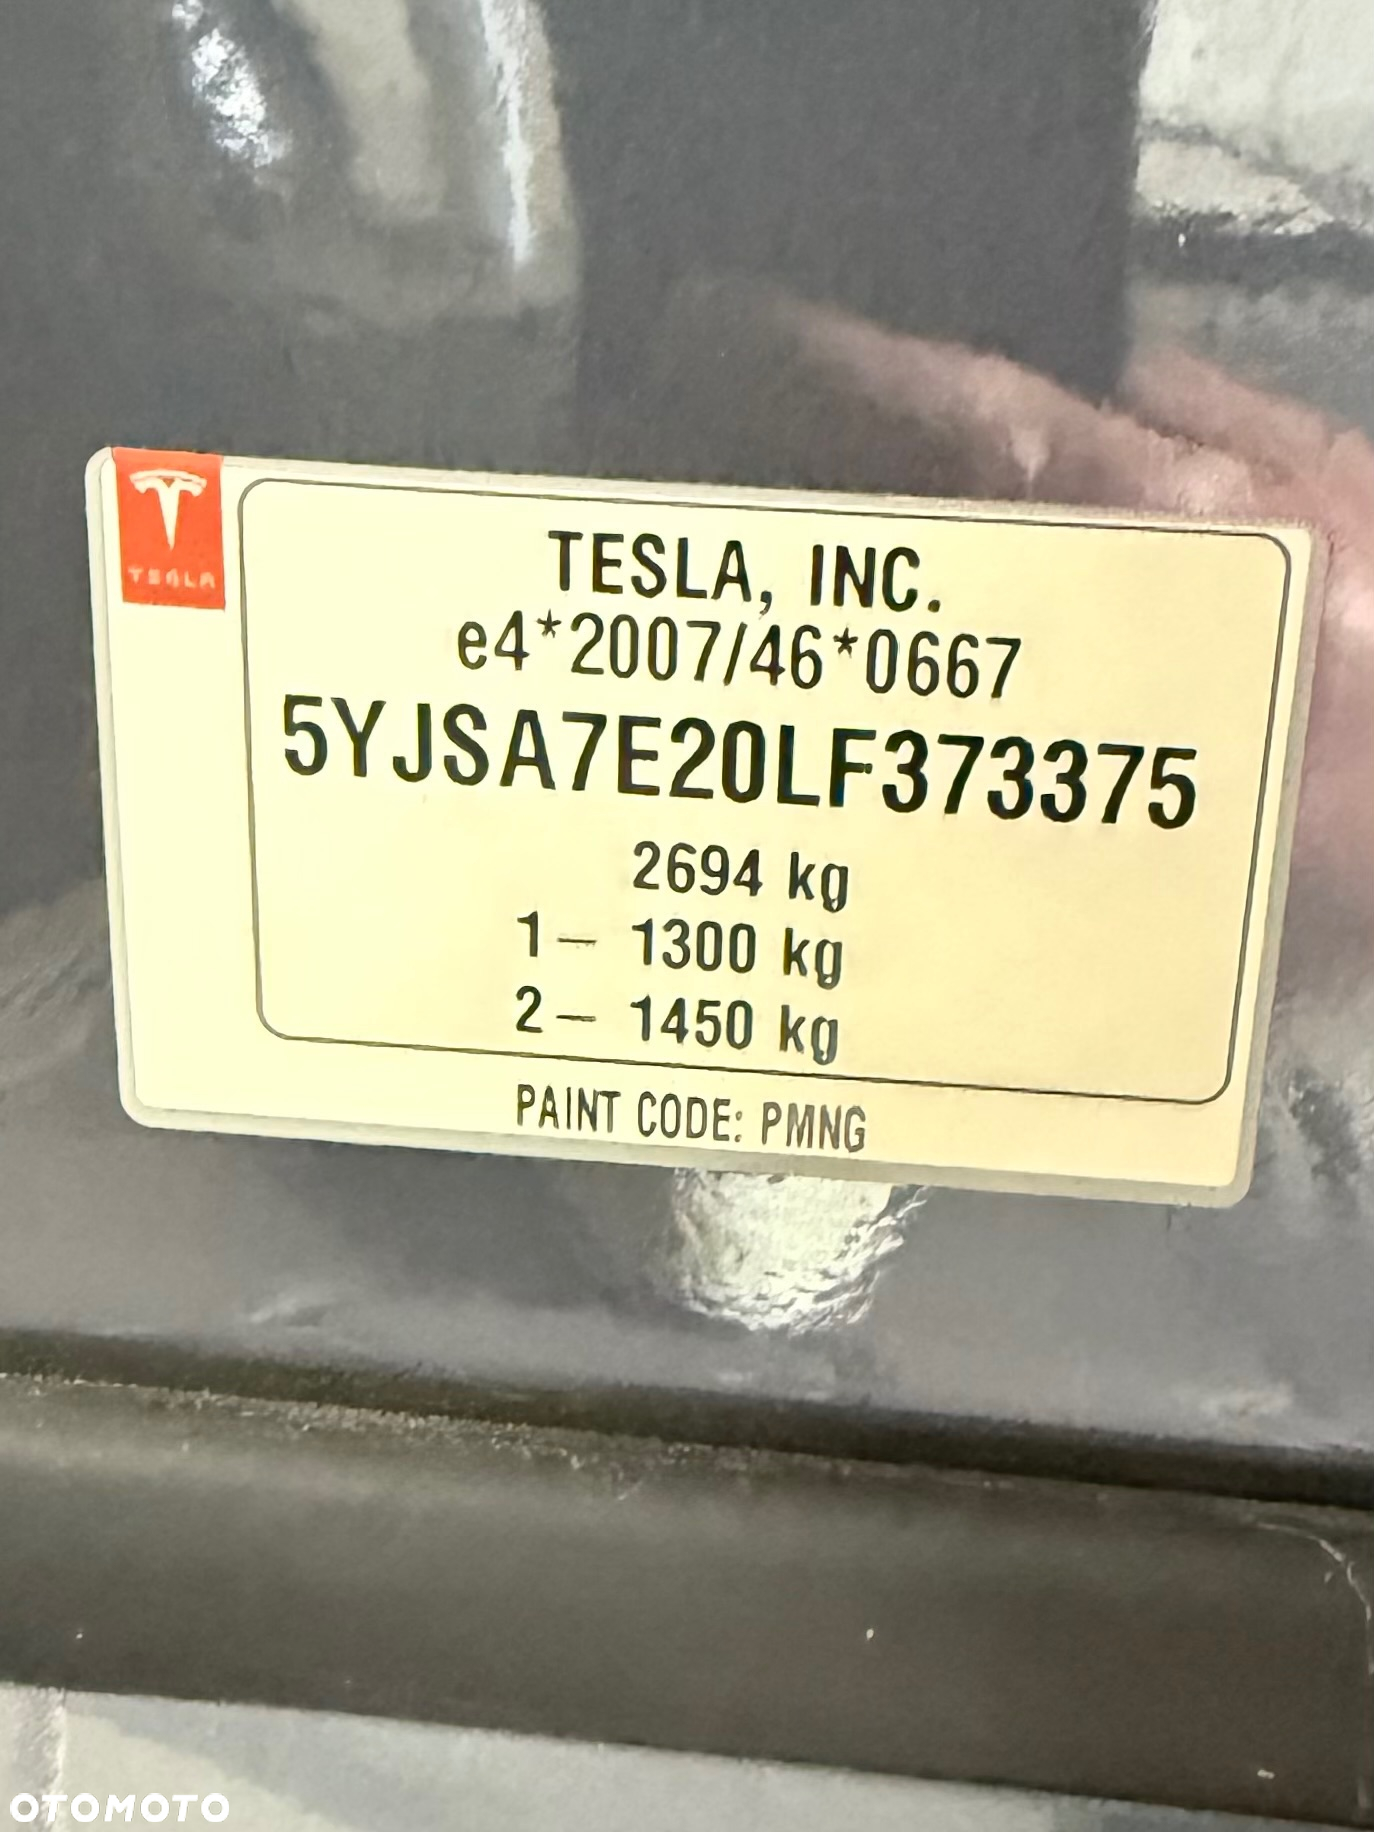 TESLA
TESLA, INC.
e4*2007/46*0667
5YJSA7E20LF373375
2694 kg
1– 1300 kg
2– 1450 kg
PAINT CODE: PMNG
OTOMOTO